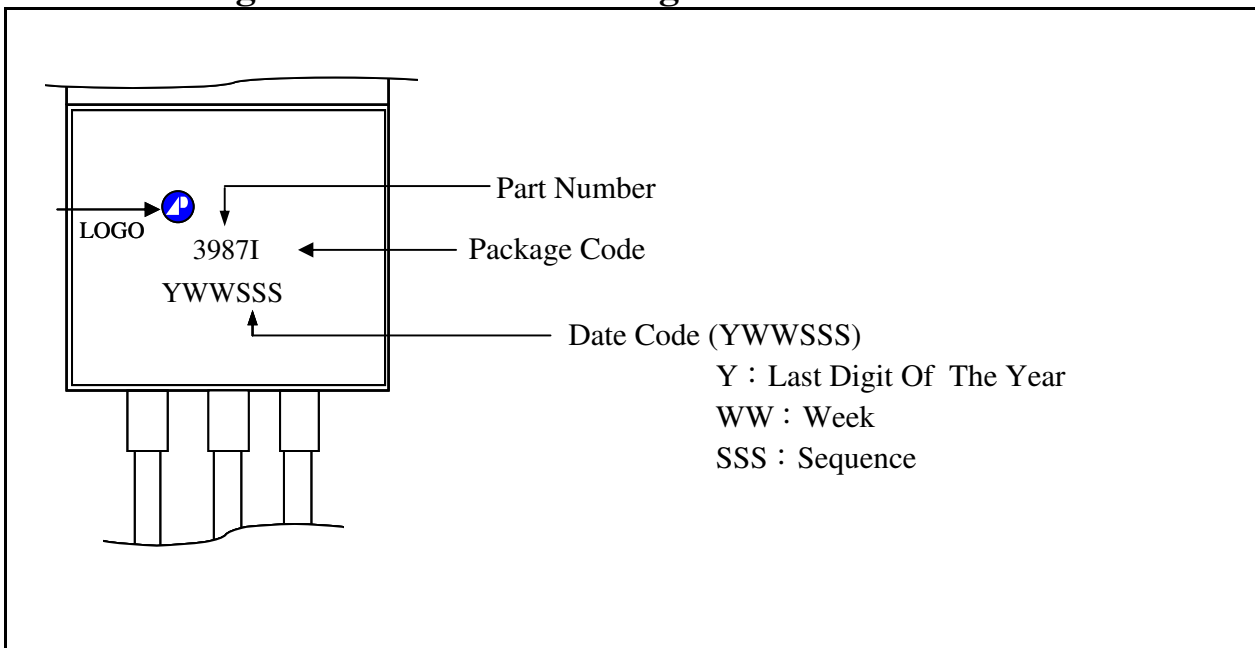 Part Number
LOGO
3987I
Package Code
YWWSSS
Date Code (YWWSSS)
Y：Last Digit Of The Year
WW：Week
SSS：Sequence